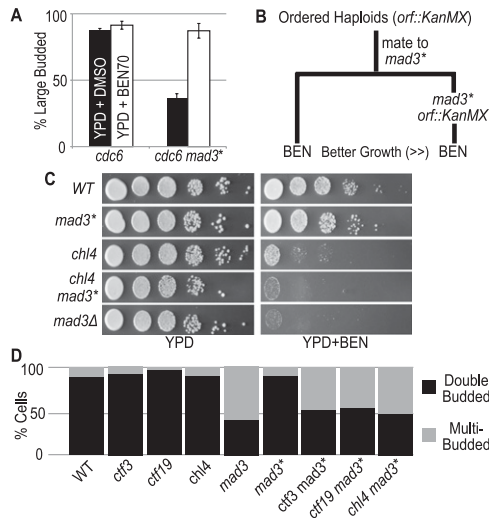 A
% Large Budded
100
50
0
YPD + DMSO
YPD + BEN70
cdc6
cdc6 mad3*
B
Ordered Haploids (orf::KanMX)
mate to
mad3*
mad3*
orf::KanMX
BEN Better Growth (>>) BEN
C
WT
mad3*
chl4
chl4
mad3*
mad3Δ
YPD
YPD+BEN
D
% Cells
100
50
0
WT
ctf3
ctf19
chl4
mad3
mad3*
ctf3 mad3*
ctf19 mad3*
chl4 mad3*
Double
Budded
Multi-
Budded